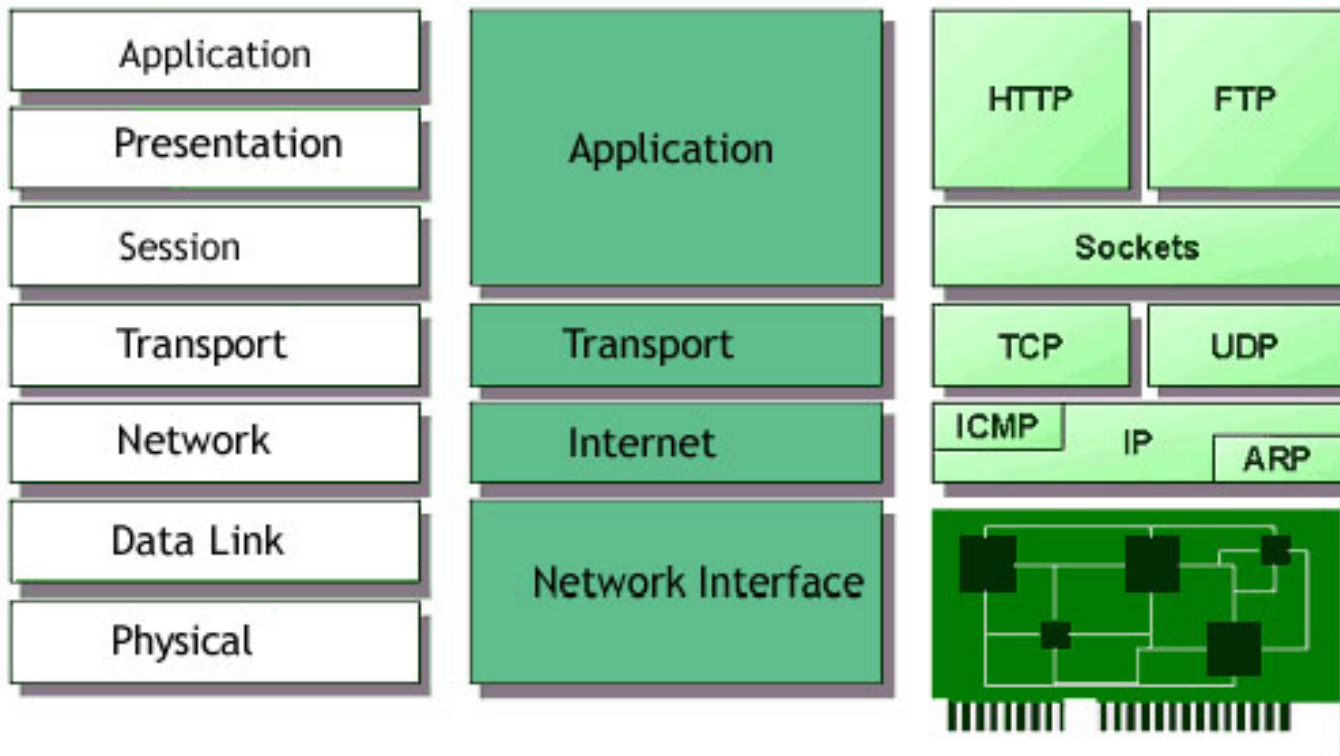 Application
Presentation
Session
Transport
Network
Data Link
Physical
Application
Transport
Internet
Network Interface
HTTP
FTP
Sockets
TCP
UDP
ICMP
IP
ARP